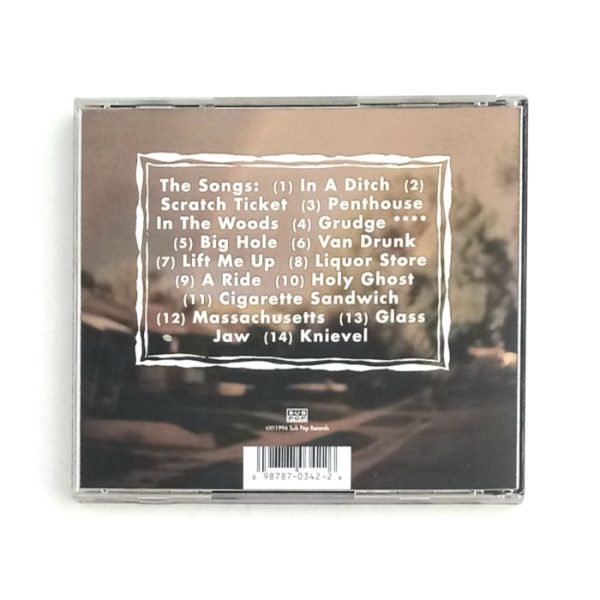 The Songs: (1) In A Ditch (2)
Scratch Ticket (3) Penthouse
In The Woods (4) Grudge ****
(5) Big Hole (6) Van Drunk
(7) Lift Me Up (8) Liquor Store
(9) A Ride (10) Holy Ghost
(11) Cigarette Sandwich
(12) Massachusetts (13) Glass
Jaw (14) Knievel
SUB
POP
©℗1996 Sub Pop Records
98787-0342-2